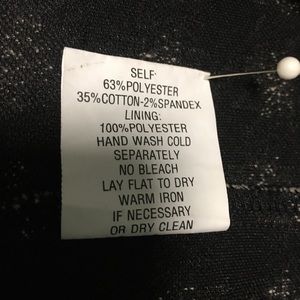 SELF:
63%POLYESTER
35%COTTON-2%SPANDEX
LINING:
100%POLYESTER
HAND WASH COLD
SEPARATELY
NO BLEACH
LAY FLAT TO DRY
WARM IRON
IF NECESSARY
OR DRY CLEAN